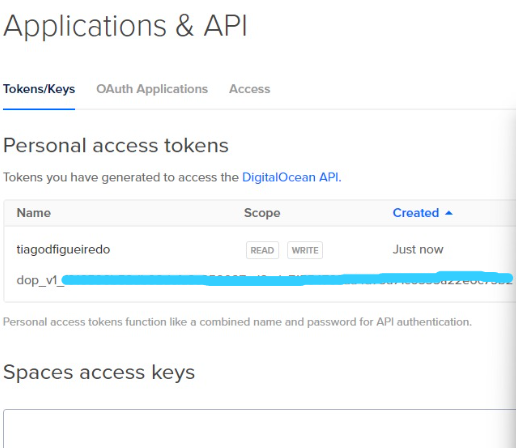 Applications & API
Tokens/Keys OAuth Applications Access
Personal access tokens
Tokens you have generated to access the DigitalOcean API.
Name Scope Created
tiagodfigueiredo READ WRITE Just now
dop_v1_
Personal access tokens function like a combined name and password for API authentication.
Spaces access keys